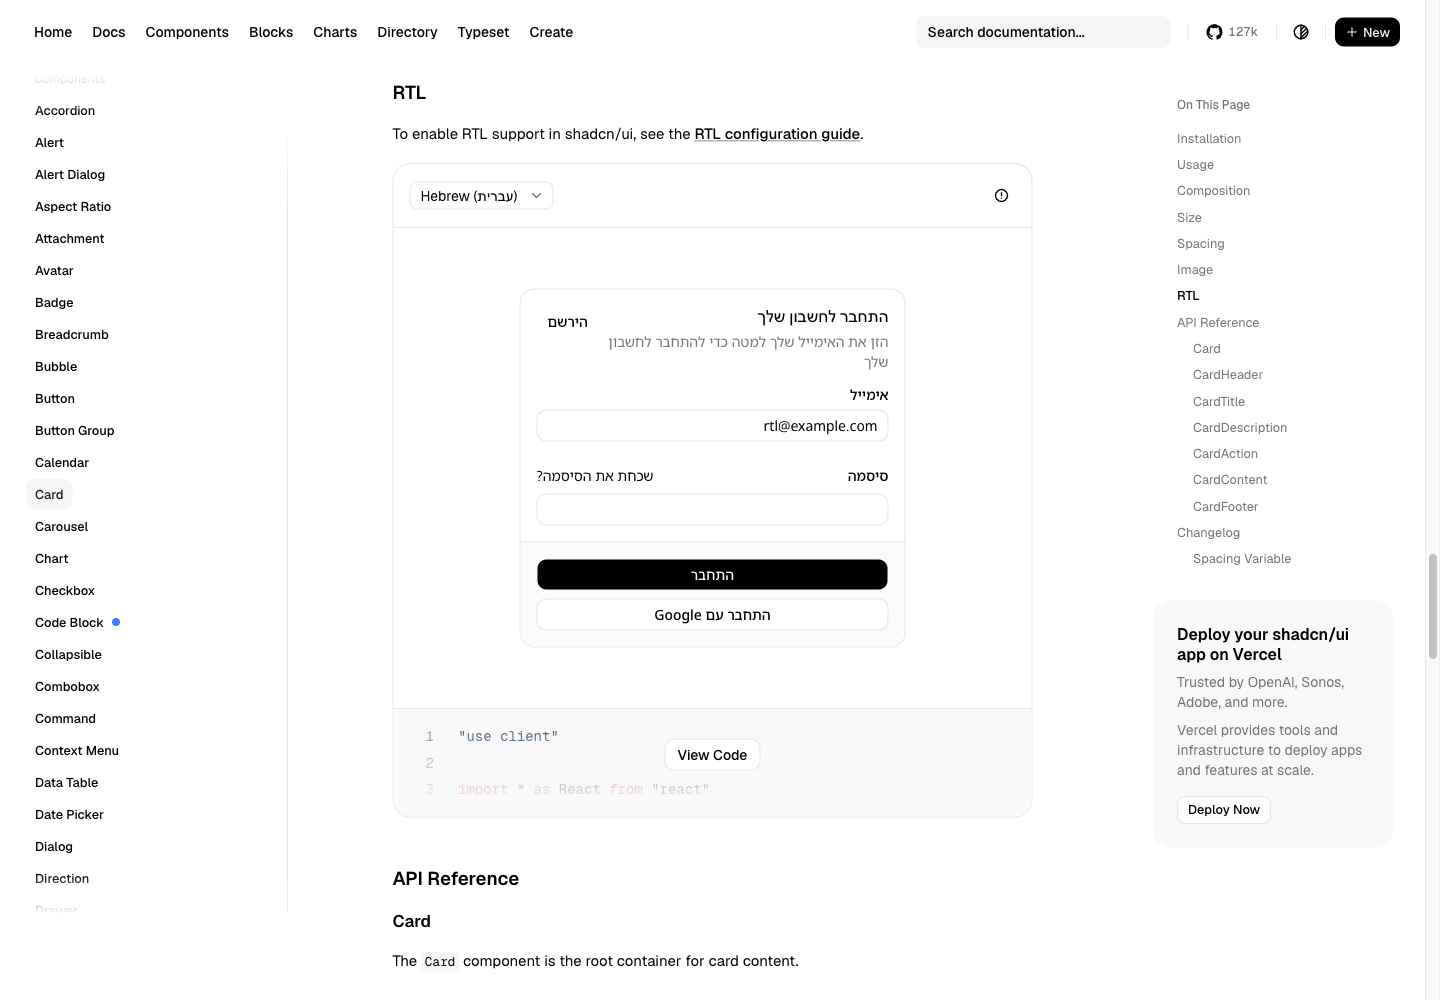 Home Docs Components Blocks Charts Directory Typeset Create
Search documentation...
127k
New
Components
Accordion
Alert
Alert Dialog
Aspect Ratio
Attachment
Avatar
Badge
Breadcrumb
Bubble
Button
Button Group
Calendar
Card
Carousel
Chart
Checkbox
Code Block
Collapsible
Combobox
Command
Context Menu
Data Table
Date Picker
Dialog
Direction
Drawer
RTL
To enable RTL support in shadcn/ui, see the RTL configuration guide.
Hebrew (עברית)
התחבר לחשבון שלך
הירשם
הזן את האימייל שלך למטה כדי להתחבר לחשבון
שלך
אימייל
rtl@example.com
סיסמה
שכחת את הסיסמה?
התחבר
התחבר עם Google
1 "use client"
2
3 import * as React from "react"
View Code
API Reference
Card
The Card component is the root container for card content.
On This Page
Installation
Usage
Composition
Size
Spacing
Image
RTL
API Reference
Card
CardHeader
CardTitle
CardDescription
CardAction
CardContent
CardFooter
Changelog
Spacing Variable
Deploy your shadcn/ui
app on Vercel
Trusted by OpenAI, Sonos,
Adobe, and more.
Vercel provides tools and
infrastructure to deploy apps
and features at scale.
Deploy Now